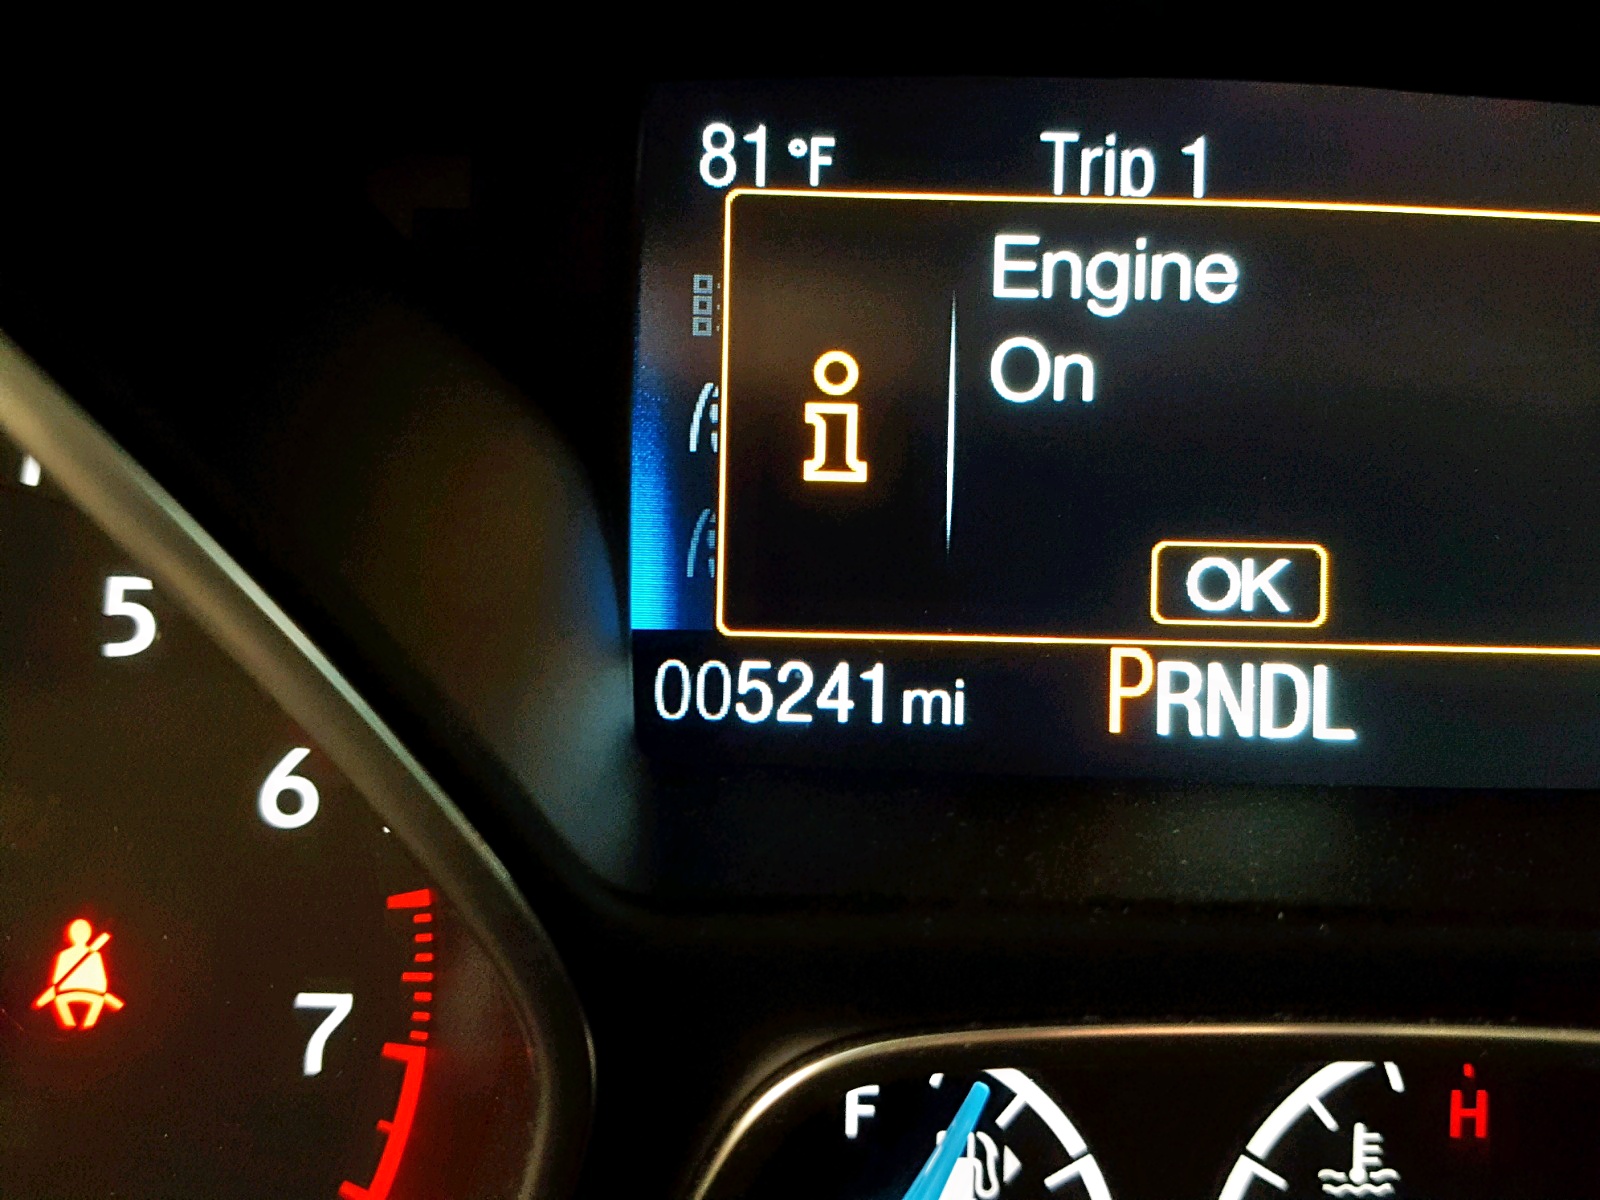 81 °F Trip 1
Engine
On
OK
005241 mi PRNDL
5
6
7
F
H